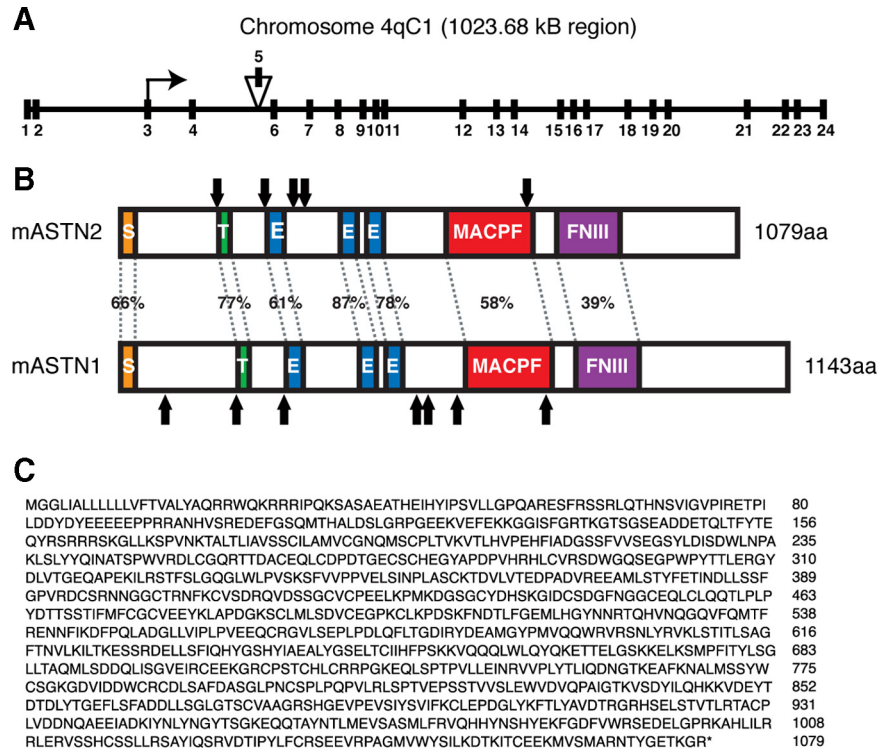 A
Chromosome 4qC1 (1023.68 kB region)
5
1 2 3 4 6 7 8 9 10 11 12 13 14 15 16 17 18 19 20 21 22 23 24
B
mASTN2 S T E E E MACPF FNIII 1079aa
66% 77% 61% 87% 78% 58% 39%
mASTN1 S T E E E MACPF FNIII 1143aa
C
MGGLIALLLLLLVFTVALYAQRRWQKRRRIPQKSASAEATHEIHYIPSVLLGPQARESFRSSRLQTHNSVIGVPIRETPI 80
LDDYDYEEEEEPPRRANHVSREDEFGSQMTHALDSLGRPGEEKVEFEKKGGISFGRTKGTSGSEADDETQLTFYTE 156
QYRSRRRSKGLLKSPVNKTALTLIAVSSCILAMVCGNQMSCPLTVKVTLHVPEHFIADGSSFVVSEGSYLDISDWLNPA 235
KLSLYYQINATSPWVRDLCGQRTTDACEQLCDPDTGECSCHEGYAPDPVHRHLCVRSDWGQSEGPWPYTTLERGY 310
DLVTGEQAPEKILRSTFSLGQGLWLPVSKSFVVPPVELSINPLASCKTDVLVTEDPADVREEAMLSTYFETINDLLSSF 389
GPVRDCSRNNGGCTRNFKCVSDRQVDSSGCVCPEELKPMKDGSGCYDHSKGIDCSDGFNGGCEQLCLQQTLPLP 463
YDTTSSTIFMFCGCVEEYKLAPDGKSCLMLSDVCEGPKCLKPDSKFNDTLFGEMLHGYNNRTQHVNQGQVFQMTF 538
RENNFIKDFPQLADGLLVIPLPVEEQCRGVLSEPLPDLQFLTGDIRYDEAMGYPMVQQWRVRSNLYRVKLSTITLSAG 616
FTNVLKILTKESSRDELLSFIQHYGSHYIAEALYGSELTCIIHFPSKKVQQQLWLQYQKETTELGSKKELKSMPFITYLSG 683
LLTAQMLSDDQLISGVEIRCEEKGRCPSTCHLCRRPGKEQLSPTPVLLEINRVVPLYTLIQDNGTKEAFKNALMSSYW 775
CSGKGDVIDDWCRCDLSAFDASGLPNCSPLPQPVLRLSPTVEPSSTVVSLEWVDVQPAIGTKVSDYILQHKKVDEYT 852
DTDLYTGEFLSFADDLLSGLGTSCVAAGRSHGEVPEVSIYSVIFKCLEPDGLYKFTLYAVDTRGRHSELSTVTLRTACP 931
LVDDNQAEEIADKIYNLYNGYTSGKEQQTAYNTLMEVSASMLFRVQHHYNSHYEKFGDFVWRSEDELGPRKAHLILR 1008
RLERVSSHCSSLLRSAYIQSRVDTIPYLFCRSEEVRPAGMVWYSILKDTKITCEEKMVSMARNTYGETKGR* 1079